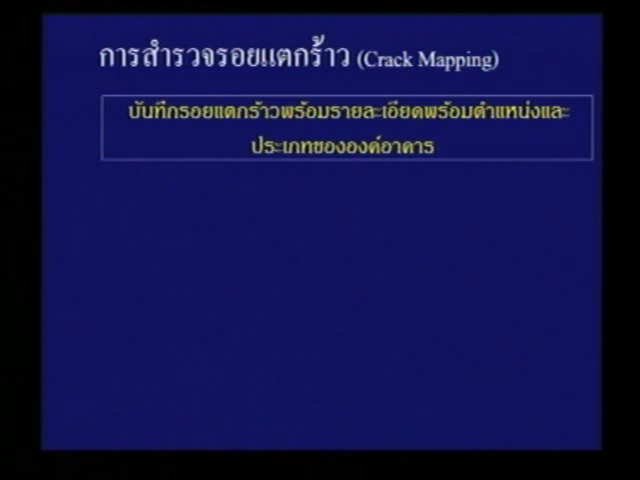 การสำรวจรอยแตกร้าว (Crack Mapping)
บันทึกรอยแตกร้าวพร้อมรายละเอียดพร้อมตำแหน่งและ
ประเภทขององค์อาคาร